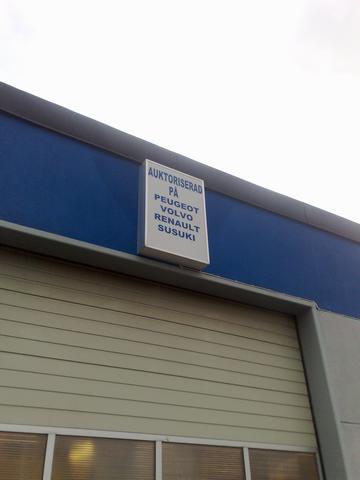 AUKTORISERAD
PÅ
PEUGEOT
VOLVO
RENAULT
SUSUKI